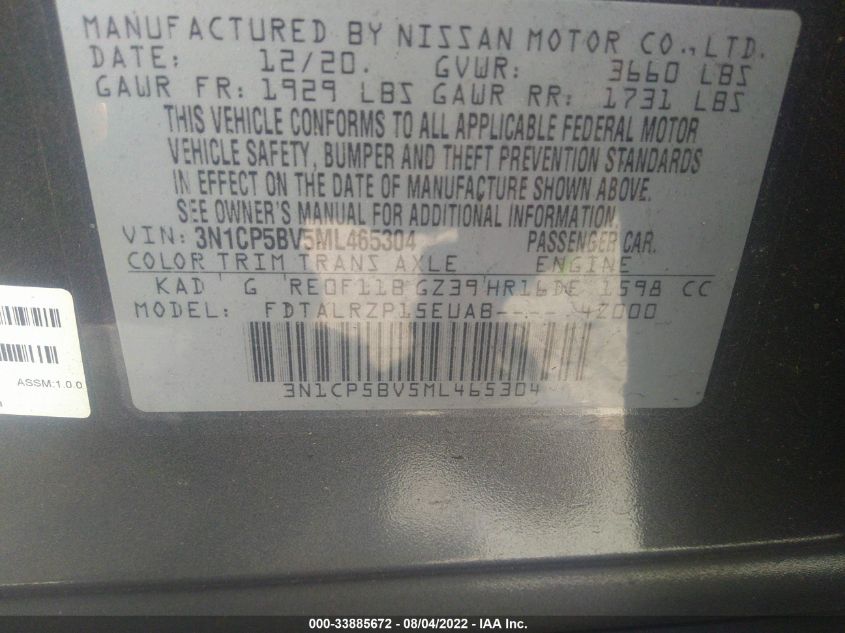 MANUFACTURED BY NISSAN MOTOR CO., LTD.
DATE: 12/20. GVWR: 3660 LBS
GAWR FR: 1929 LBS GAWR RR: 1731 LBS
THIS VEHICLE CONFORMS TO ALL APPLICABLE FEDERAL MOTOR
VEHICLE SAFETY, BUMPER AND THEFT PREVENTION STANDARDS
IN EFFECT ON THE DATE OF MANUFACTURE SHOWN ABOVE.
SEE OWNER'S MANUAL FOR ADDITIONAL INFORMATION
VIN: 3N1CP5BV5ML465304 PASSENGER CAR.
COLOR TRIM TRANS AXLE ENGINE
KAD G RE0F11B GZ39 HR16DE 1598 CC
MODEL: FDTALRZP15EUAB----- 4Z000
3N1CP5BV5ML465304
ASSM:1.0.0
000-33885672 - 08/04/2022 - IAA Inc.